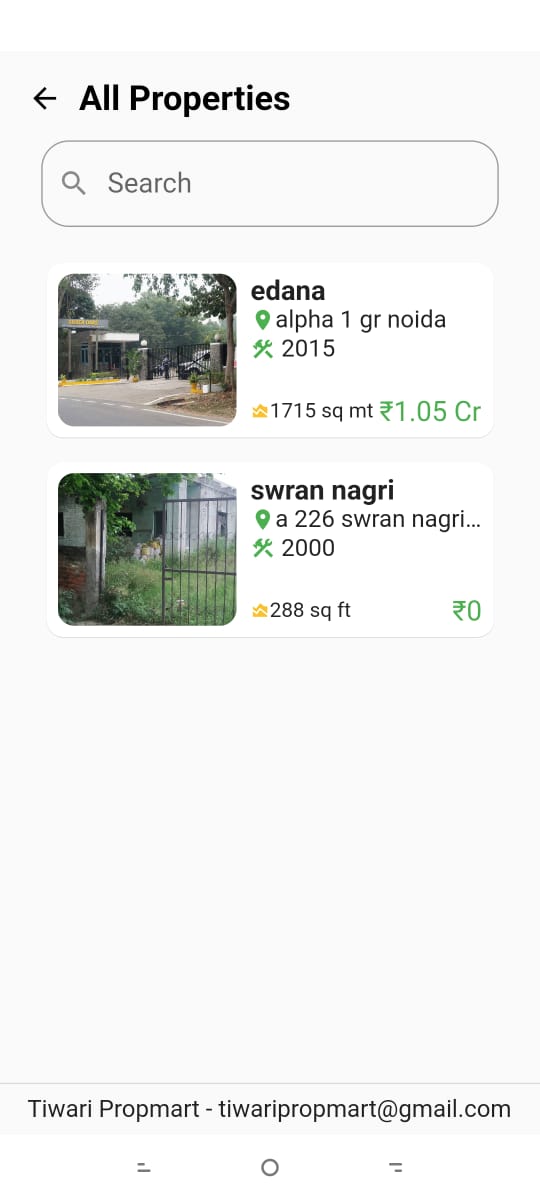 All Properties
Search
edana
alpha 1 gr noida
2015
1715 sq mt ₹1.05 Cr
swran nagri
a 226 swran nagri...
2000
288 sq ft ₹0
Tiwari Propmart - tiwaripropmart@gmail.com